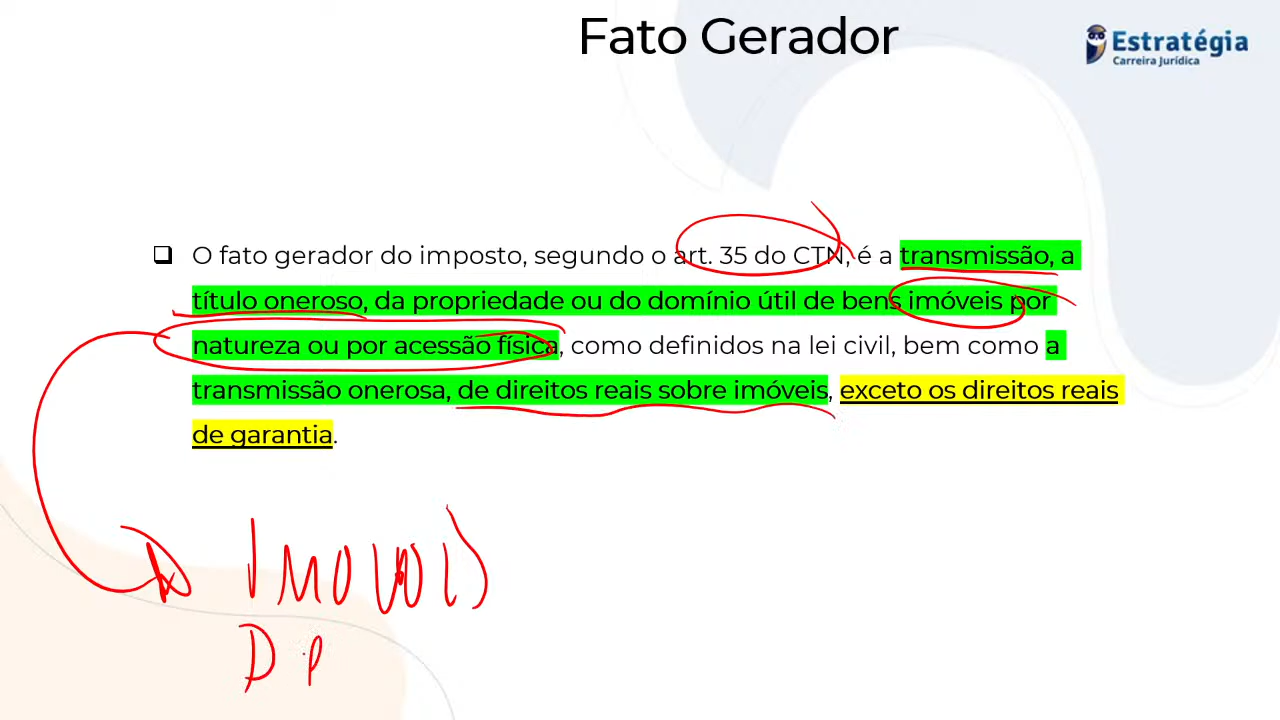 Fato Gerador
Estratégia
Carreira Jurídica
❑ O fato gerador do imposto, segundo o art. 35 do CTN, é a transmissão, a
título oneroso, da propriedade ou do domínio útil de bens imóveis por
natureza ou por acessão física, como definidos na lei civil, bem como a
transmissão onerosa, de direitos reais sobre imóveis, exceto os direitos reais
de garantia.